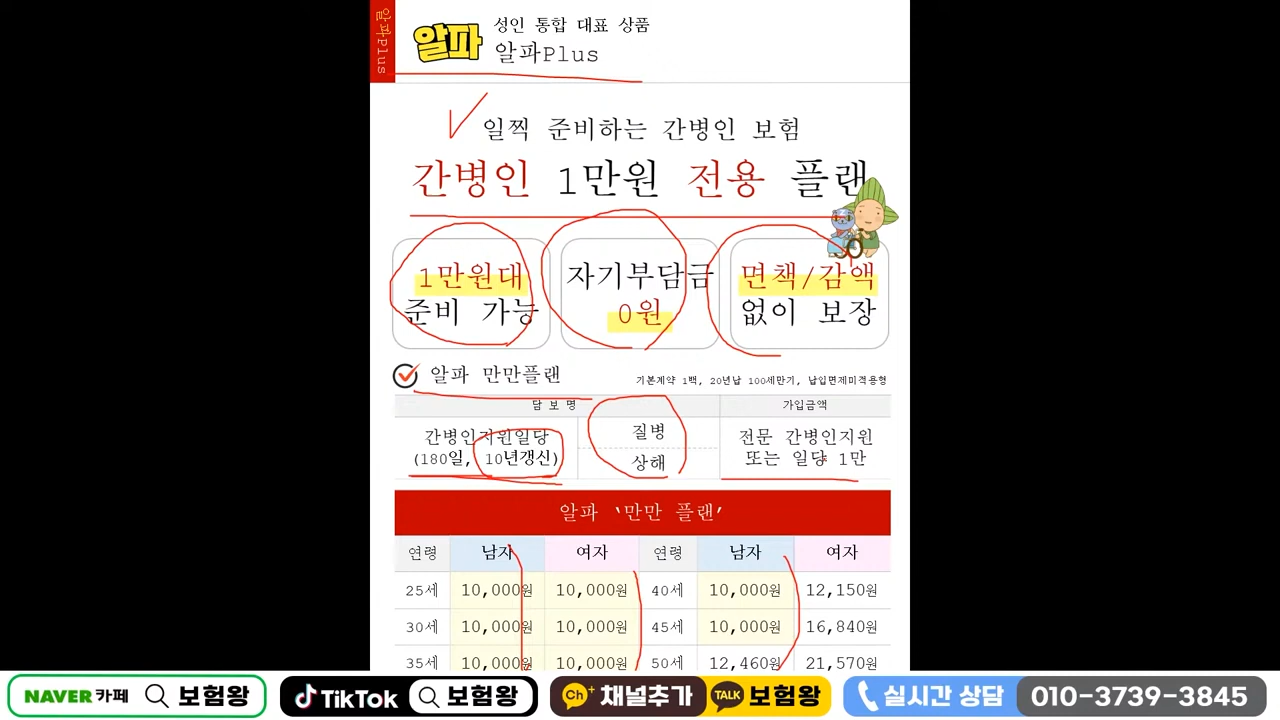 알파Plus
알파
성인 통합 대표 상품
알파Plus
일찍 준비하는 간병인 보험
간병인 1만원 전용 플랜
1만원대
준비 가능
자기부담금
0원
면책/감액
없이 보장
알파 만만플랜
기본계약 1백, 20년납 100세만기, 납입면제미적용형
담 보 명 가입금액
간병인지원일당
(180일, 10년갱신)
질병
상해
전문 간병인지원
또는 일당 1만
알파 ‘만만 플랜’
연령 남자 여자 연령 남자 여자
25세 10,000원 10,000원 40세 10,000원 12,150원
30세 10,000원 10,000원 45세 10,000원 16,840원
35세 10,000원 10,000원 50세 12,460원 21,570원
NAVER 카페 보험왕 TikTok 보험왕 Ch+ 채널추가 TALK 보험왕 실시간 상담 010-3739-3845